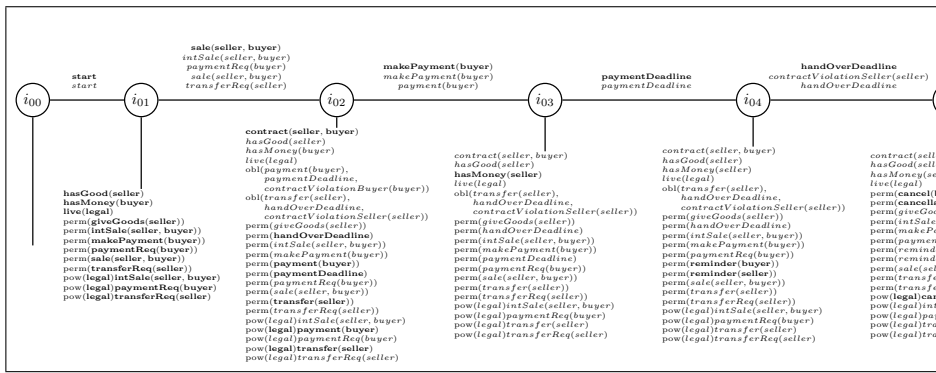 start
start
sale(seller, buyer)
intSale(seller, buyer)
paymentReq(buyer)
sale(seller, buyer)
transferReq(seller)
makePayment(buyer)
makePayment(buyer)
payment(buyer)
paymentDeadline
paymentDeadline
handOverDeadline
contractViolationSeller(seller)
handOverDeadline
i00
i01
i02
i03
i04
hasGood(seller)
hasMoney(buyer)
live(legal)
perm(giveGoods(seller))
perm(intSale(seller, buyer))
perm(makePayment(buyer))
perm(paymentReq(buyer))
perm(sale(seller, buyer))
perm(transferReq(seller))
pow(legal)intSale(seller, buyer)
pow(legal)paymentReq(buyer)
pow(legal)transferReq(seller)
contract(seller, buyer)
hasGood(seller)
hasMoney(buyer)
live(legal)
obl(payment(buyer),
paymentDeadline,
contractViolationBuyer(buyer))
obl(transfer(seller),
handOverDeadline,
contractViolationSeller(seller))
perm(giveGoods(seller))
perm(handOverDeadline)
perm(intSale(seller, buyer))
perm(makePayment(buyer))
perm(payment(buyer))
perm(paymentDeadline)
perm(paymentReq(buyer))
perm(sale(seller, buyer))
perm(transfer(seller))
perm(transferReq(seller))
pow(legal)intSale(seller, buyer)
pow(legal)payment(buyer)
pow(legal)paymentReq(buyer)
pow(legal)transfer(seller)
pow(legal)transferReq(seller)
contract(seller, buyer)
hasGood(seller)
hasMoney(seller)
live(legal)
obl(transfer(seller),
handOverDeadline,
contractViolationSeller(seller))
perm(giveGoods(seller))
perm(handOverDeadline)
perm(intSale(seller, buyer))
perm(makePayment(buyer))
perm(paymentDeadline)
perm(paymentReq(buyer))
perm(sale(seller, buyer))
perm(transfer(seller))
perm(transferReq(seller))
pow(legal)intSale(seller, buyer)
pow(legal)paymentReq(buyer)
pow(legal)transfer(seller)
pow(legal)transferReq(seller)
contract(seller, buyer)
hasGood(seller)
hasMoney(seller)
live(legal)
obl(transfer(seller),
handOverDeadline,
contractViolationSeller(seller))
perm(giveGoods(seller))
perm(handOverDeadline)
perm(intSale(seller, buyer))
perm(makePayment(buyer))
perm(paymentReq(buyer))
perm(reminder(buyer))
perm(reminder(seller))
perm(sale(seller, buyer))
perm(transfer(seller))
perm(transferReq(seller))
pow(legal)intSale(seller, buyer)
pow(legal)paymentReq(buyer)
pow(legal)transfer(seller)
pow(legal)transferReq(seller)
live(legal)